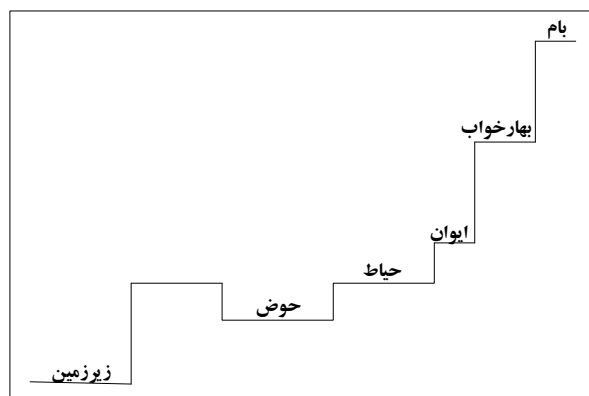 بام
بهارخواب
ایوان
حیاط
حوض
زیرزمین